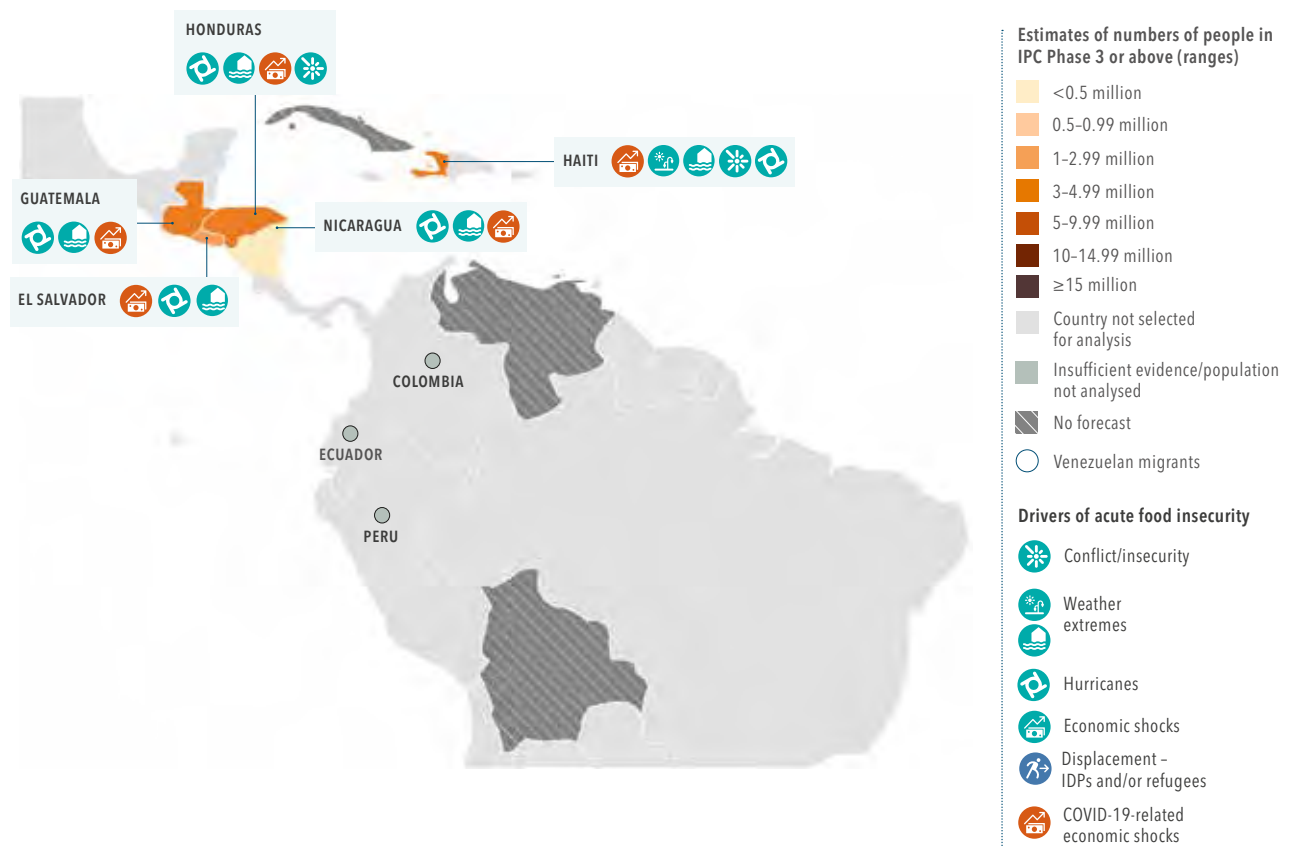 HONDURAS
HAITI
GUATEMALA
NICARAGUA
EL SALVADOR
COLOMBIA
ECUADOR
PERU
Estimates of numbers of people in
IPC Phase 3 or above (ranges)
<0.5 million
0.5–0.99 million
1–2.99 million
3–4.99 million
5–9.99 million
10–14.99 million
≥15 million
Country not selected
for analysis
Insufficient evidence/population
not analysed
No forecast
Venezuelan migrants
Drivers of acute food insecurity
Conflict/insecurity
Weather
extremes
Hurricanes
Economic shocks
Displacement –
IDPs and/or refugees
COVID-19-related
economic shocks